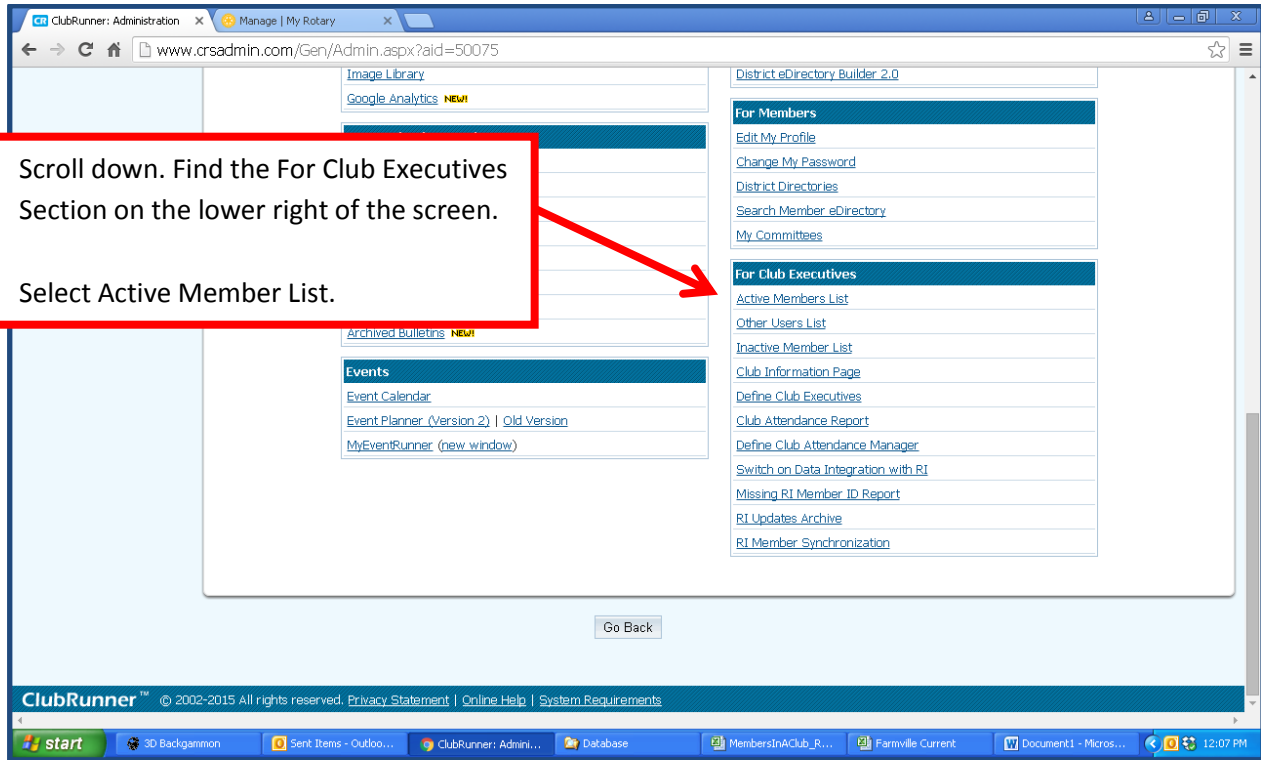 ClubRunner: Administration
Manage | My Rotary
www.crsadmin.com/Gen/Admin.aspx?aid=50075
Image Library
Google Analytics NEW!
Scroll down. Find the For Club Executives
Section on the lower right of the screen.
Select Active Member List.
Archived Bulletins NEW!
Events
Event Calendar
Event Planner (Version 2) | Old Version
MyEventRunner (new window)
District eDirectory Builder 2.0
For Members
Edit My Profile
Change My Password
District Directories
Search Member eDirectory
My Committees
For Club Executives
Active Members List
Other Users List
Inactive Member List
Club Information Page
Define Club Executives
Club Attendance Report
Define Club Attendance Manager
Switch on Data Integration with RI
Missing RI Member ID Report
RI Updates Archive
RI Member Synchronization
Go Back
ClubRunner™ © 2002-2015 All rights reserved. Privacy Statement | Online Help | System Requirements
start
3D Backgammon
Sent Items - Outloo...
ClubRunner: Admini...
Database
MembersInAClub_R...
Farmville Current
Document1 - Micros...
12:07 PM